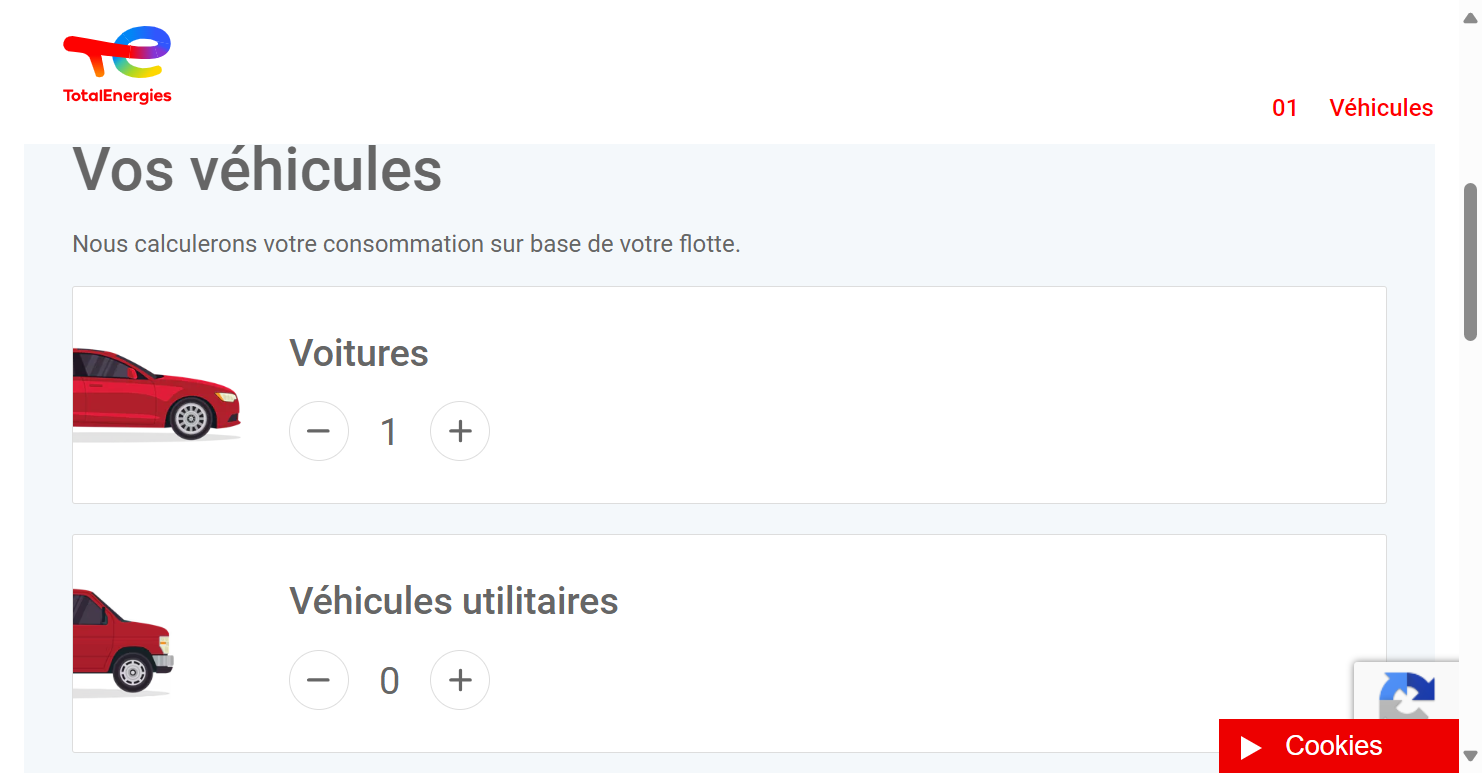 TotalEnergies
01 Véhicules
Vos véhicules
Nous calculerons votre consommation sur base de votre flotte.
Voitures
1
Véhicules utilitaires
0
Cookies